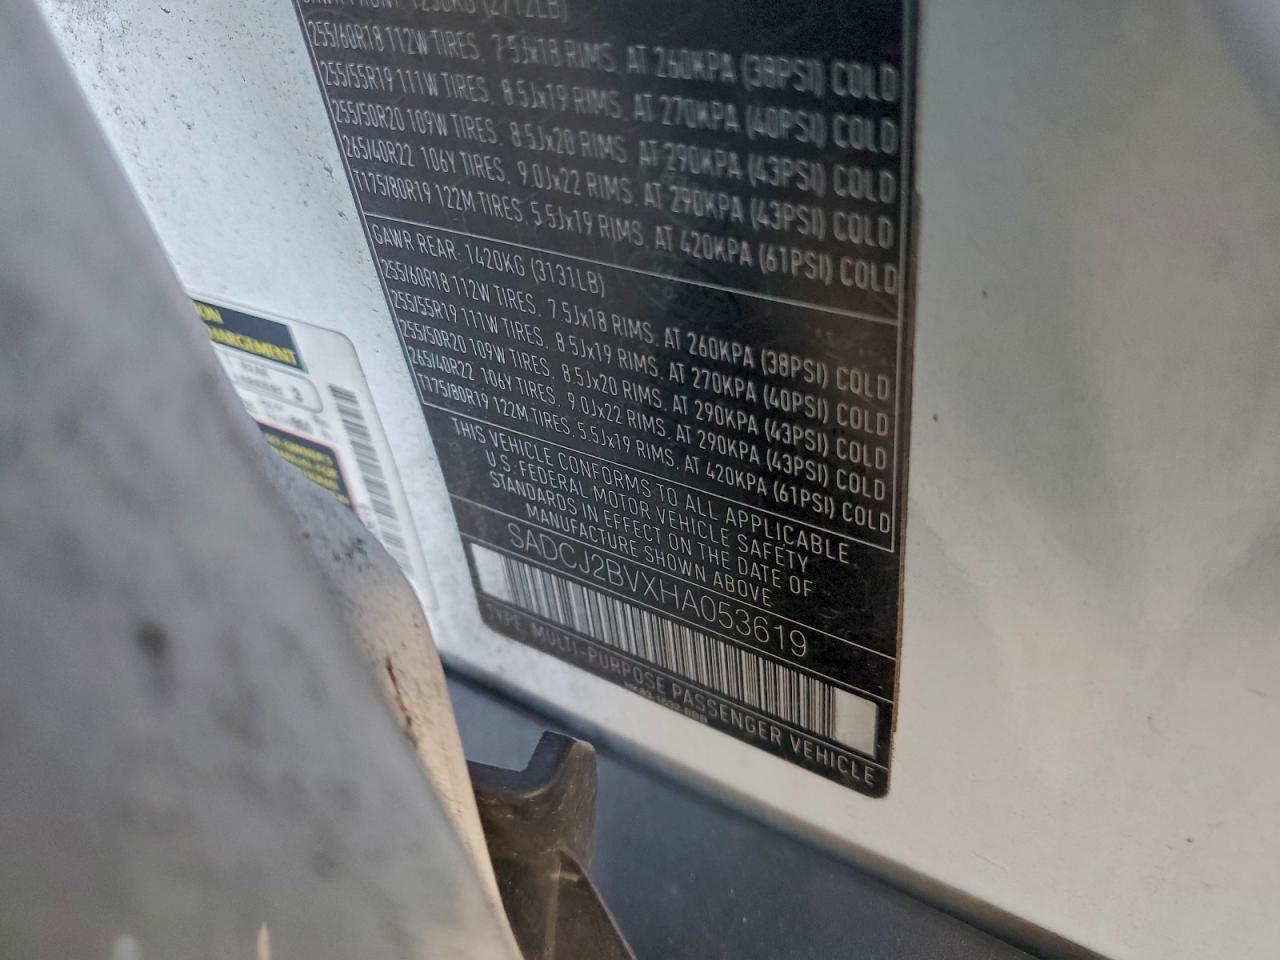 1230KG (2712LB)
255/60R18 112W TIRES, 7.5Jx18 RIMS, AT 260KPA (38PSI) COLD
255/55R19 111W TIRES, 8.5Jx19 RIMS, AT 270KPA (40PSI) COLD
255/50R20 109W TIRES, 8.5Jx20 RIMS, AT 290KPA (43PSI) COLD
265/40R22 106Y TIRES, 9.0Jx22 RIMS, AT 290KPA (43PSI) COLD
T175/80R19 122M TIRES, 5.5Jx19 RIMS, AT 420KPA (61PSI) COLD
GAWR REAR: 1420KG (3131LB)
255/60R18 112W TIRES, 7.5Jx18 RIMS, AT 260KPA (38PSI) COLD
255/55R19 111W TIRES, 8.5Jx19 RIMS, AT 270KPA (40PSI) COLD
255/50R20 109W TIRES, 8.5Jx20 RIMS, AT 290KPA (43PSI) COLD
265/40R22 106Y TIRES, 9.0Jx22 RIMS, AT 290KPA (43PSI) COLD
T175/80R19 122M TIRES, 5.5Jx19 RIMS, AT 420KPA (61PSI) COLD
THIS VEHICLE CONFORMS TO ALL APPLICABLE
U.S. FEDERAL MOTOR VEHICLE SAFETY
STANDARDS IN EFFECT ON THE DATE OF
MANUFACTURE SHOWN ABOVE
SADCJ2BVXHA053619
TYPE: MULTI-PURPOSE PASSENGER VEHICLE